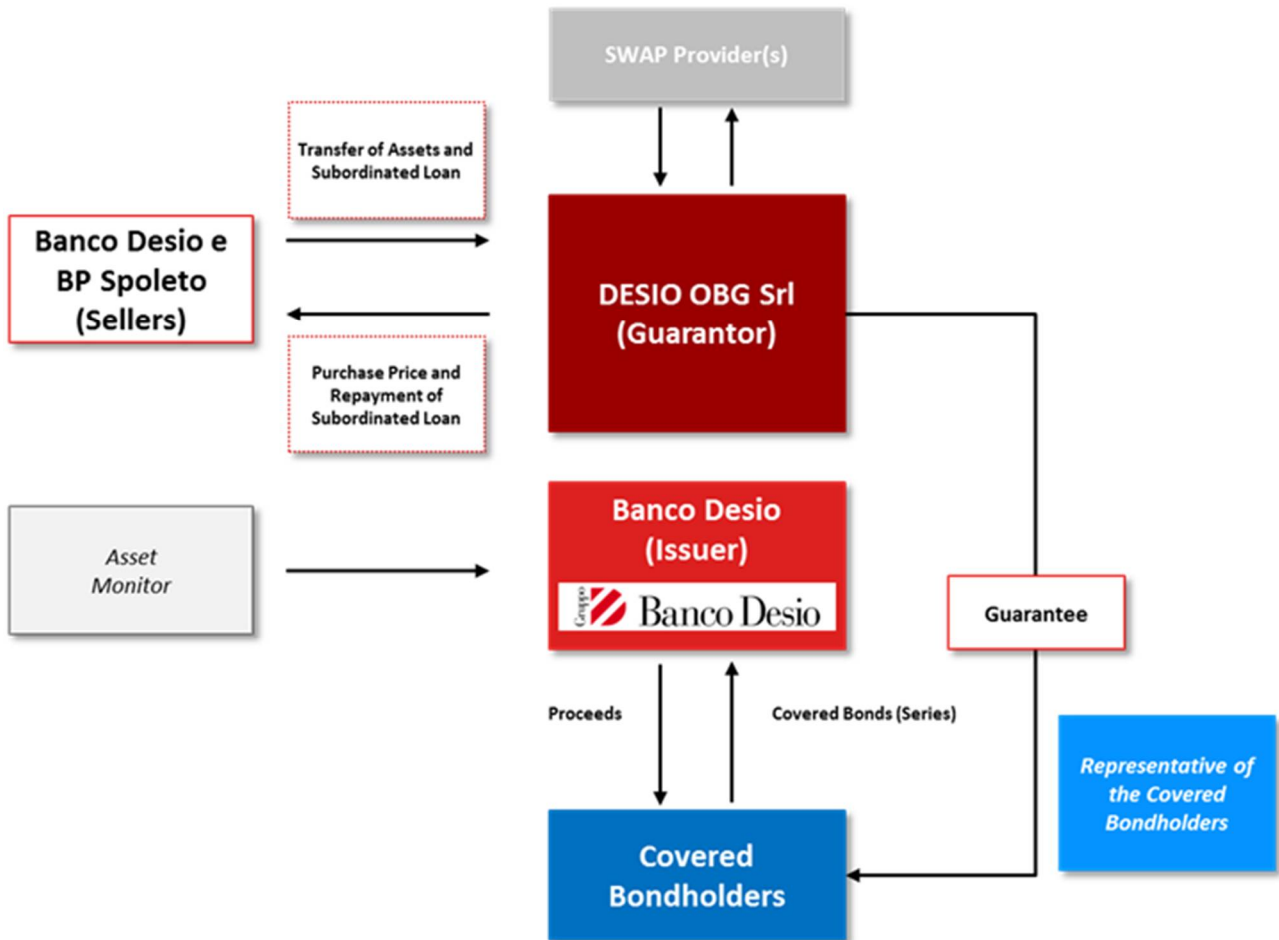 SWAP Provider(s)
Transfer of Assets and
Subordinated Loan
Banco Desio e
BP Spoleto
(Sellers)
DESIO OBG Srl
(Guarantor)
Purchase Price and
Repayment of
Subordinated Loan
Asset
Monitor
Banco Desio
(Issuer)
Gruppo
Banco Desio
Guarantee
Proceeds
Covered Bonds (Series)
Representative of
the Covered
Bondholders
Covered
Bondholders